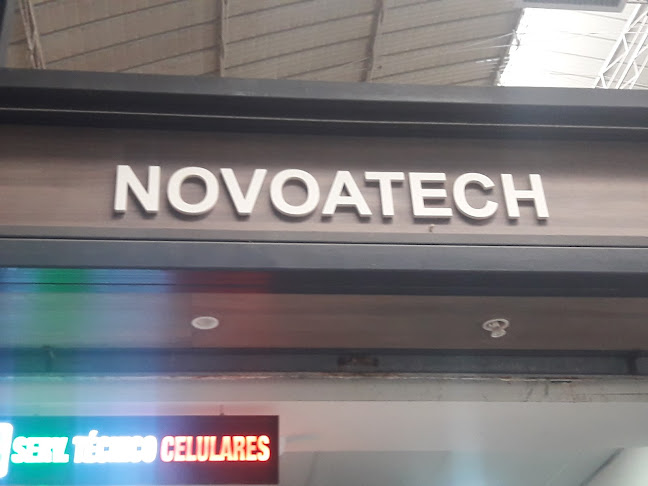 NOVOATECH
SERV. TÉCNICO CELULARES